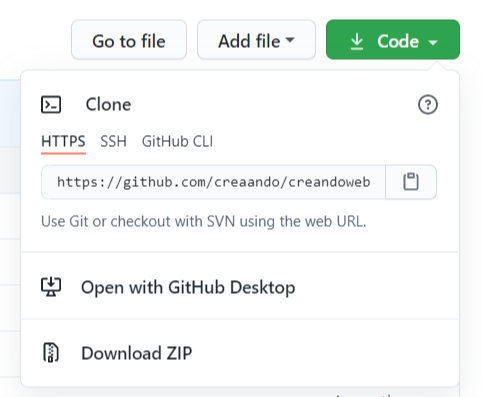 Go to file Add file Code
Clone
HTTPS SSH GitHub CLI
https://github.com/creaando/creandoweb
Use Git or checkout with SVN using the web URL.
Open with GitHub Desktop
Download ZIP